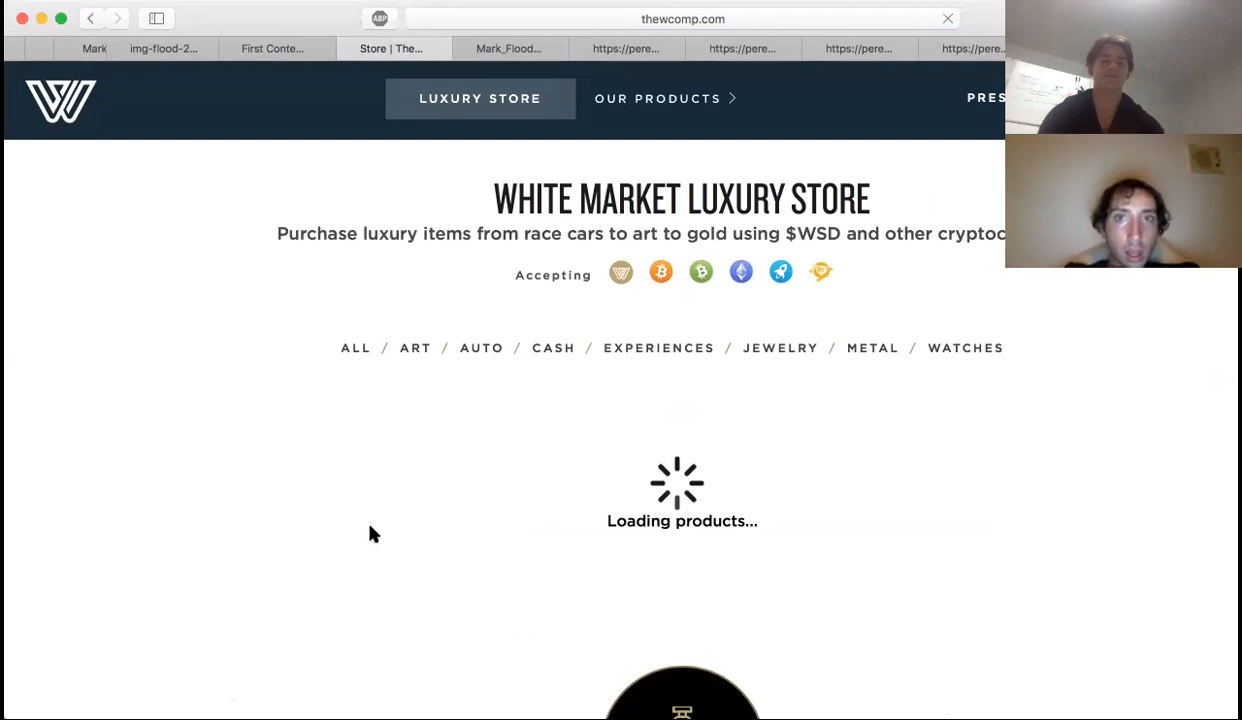 ABP
thewcomp.com
Mark
img-flood-2...
First Conte...
Store | The...
Mark_Flood...
https://pere...
https://pere...
https://pere...
https://pere...
LUXURY STORE
OUR PRODUCTS
PRES
WHITE MARKET LUXURY STORE
Purchase luxury items from race cars to art to gold using $WSD and other cryptoc
Accepting
ALL / ART / AUTO / CASH / EXPERIENCES / JEWELRY / METAL / WATCHES
Loading products...